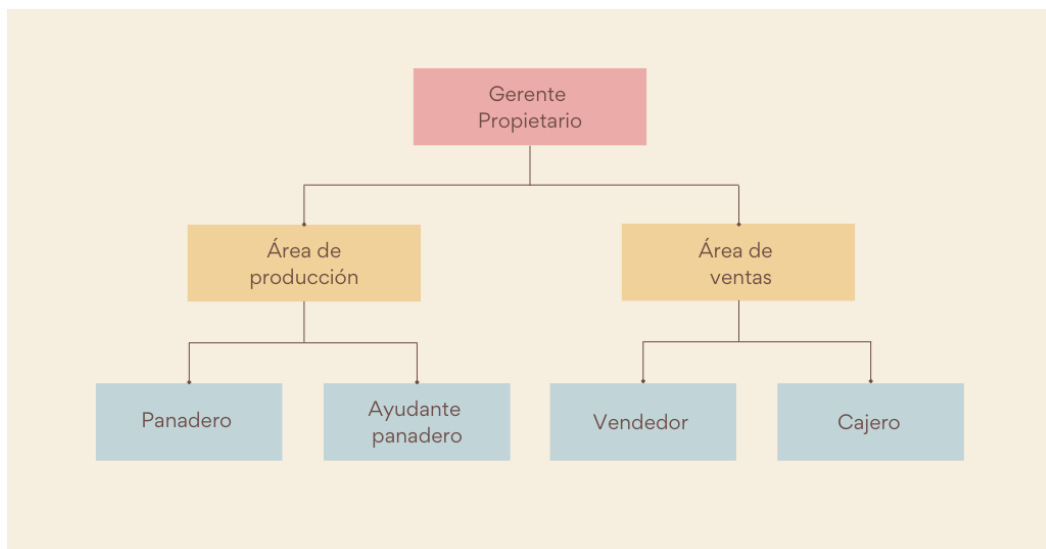 Gerente
Propietario
Área de
producción
Área de
ventas
Panadero
Ayudante
panadero
Vendedor
Cajero